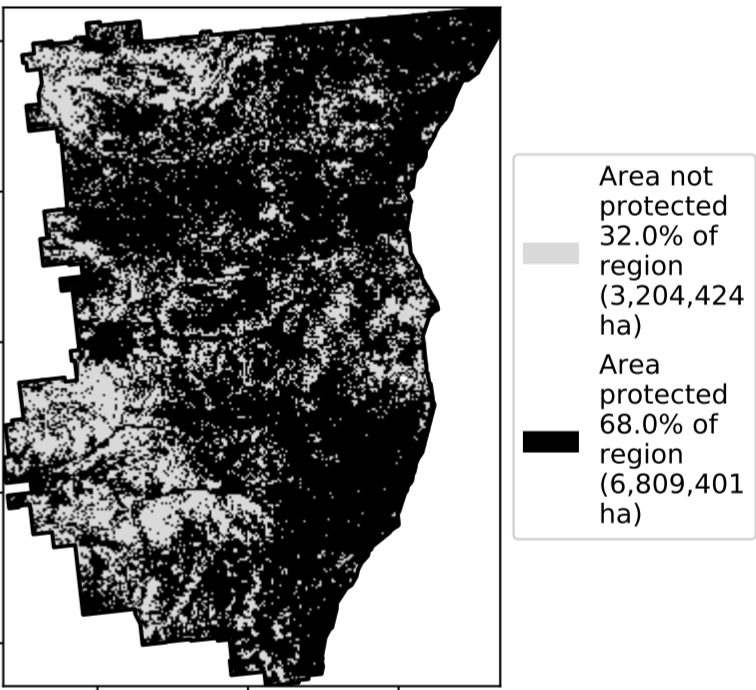 Area not
protected
32.0% of
region
(3,204,424
ha)
Area
protected
68.0% of
region
(6,809,401
ha)